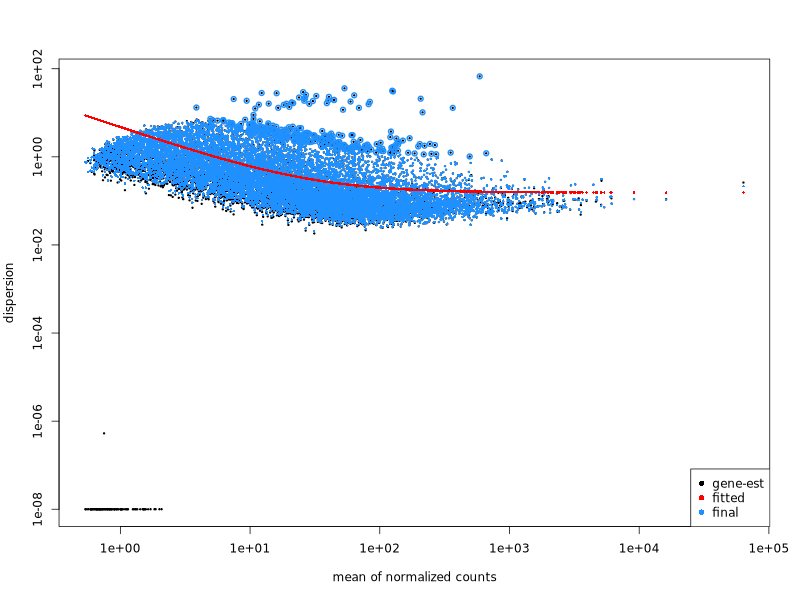 1e+02
1e+00
1e-02
1e-04
1e-06
1e-08
dispersion
gene-est
fitted
final
1e+00 1e+01 1e+02 1e+03 1e+04 1e+05
mean of normalized counts